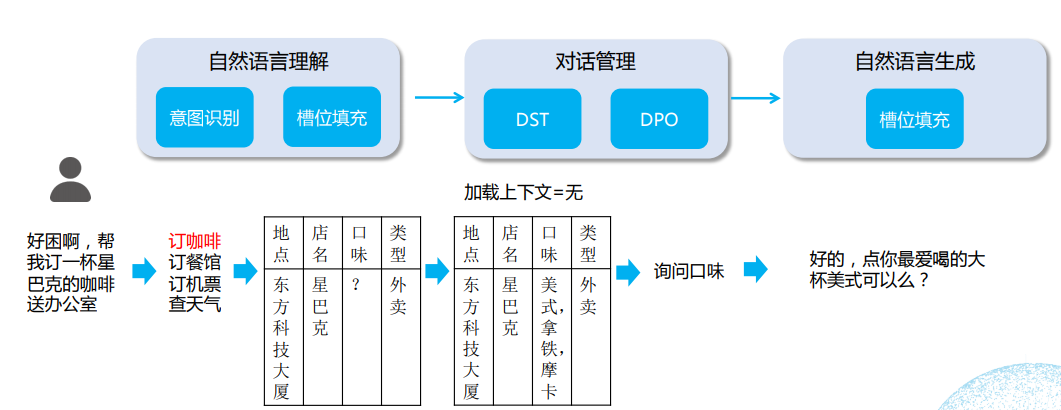 自然语言理解
对话管理
自然语言生成
意图识别
槽位填充
DST
DPO
槽位填充
加载上下文=无
好困啊，帮
我订一杯星
巴克的咖啡
送办公室
订咖啡
订餐馆
订机票
查天气
地点
店名
口味
类型
东方科技大厦
星巴克
？
外卖
地点
店名
口味
类型
东方科技大厦
星巴克
美式，拿铁，摩卡
外卖
询问口味
好的，点你最爱喝的大
杯美式可以么？